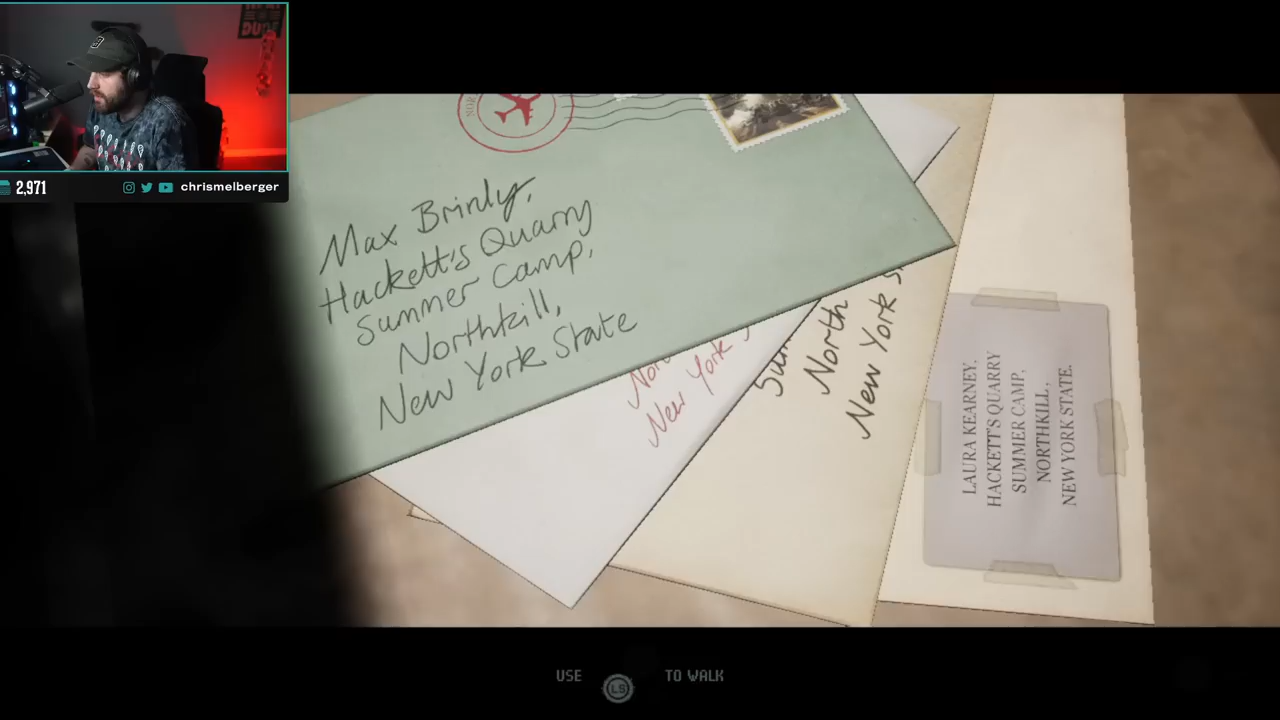 2,971
chrismelberger
Max Brinly,
Hackett's Quarry
Summer Camp,
Northkill,
New York State
New York
North
New York
LAURA KEARNEY.
HACKETT'S QUARRY
SUMMER CAMP,
NORTHKILL,
NEW YORK STATE.
USE LS TO WALK